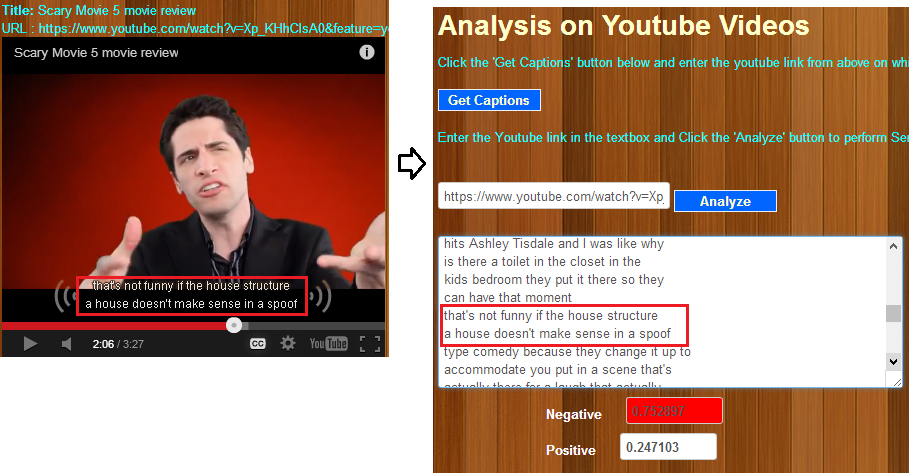 Title: Scary Movie 5 movie review
URL : https://www.youtube.com/watch?v=Xp_KHhClsA0&feature=y
Scary Movie 5 movie review
that's not funny if the house structure
a house doesn't make sense in a spoof
2:06 / 3:27
CC
YouTube
Analysis on Youtube Videos
Click the 'Get Captions' button below and enter the youtube link from above on wh
Get Captions
Enter the Youtube link in the textbox and Click the 'Analyze' button to perform Se
https://www.youtube.com/watch?v=Xp_
Analyze
hits Ashley Tisdale and I was like why
is there a toilet in the closet in the
kids bedroom they put it there so they
can have that moment
that's not funny if the house structure
a house doesn't make sense in a spoof
type comedy because they change it up to
accommodate you put in a scene that's
actually there for a laugh that actually
Negative
0.752897
Positive
0.247103